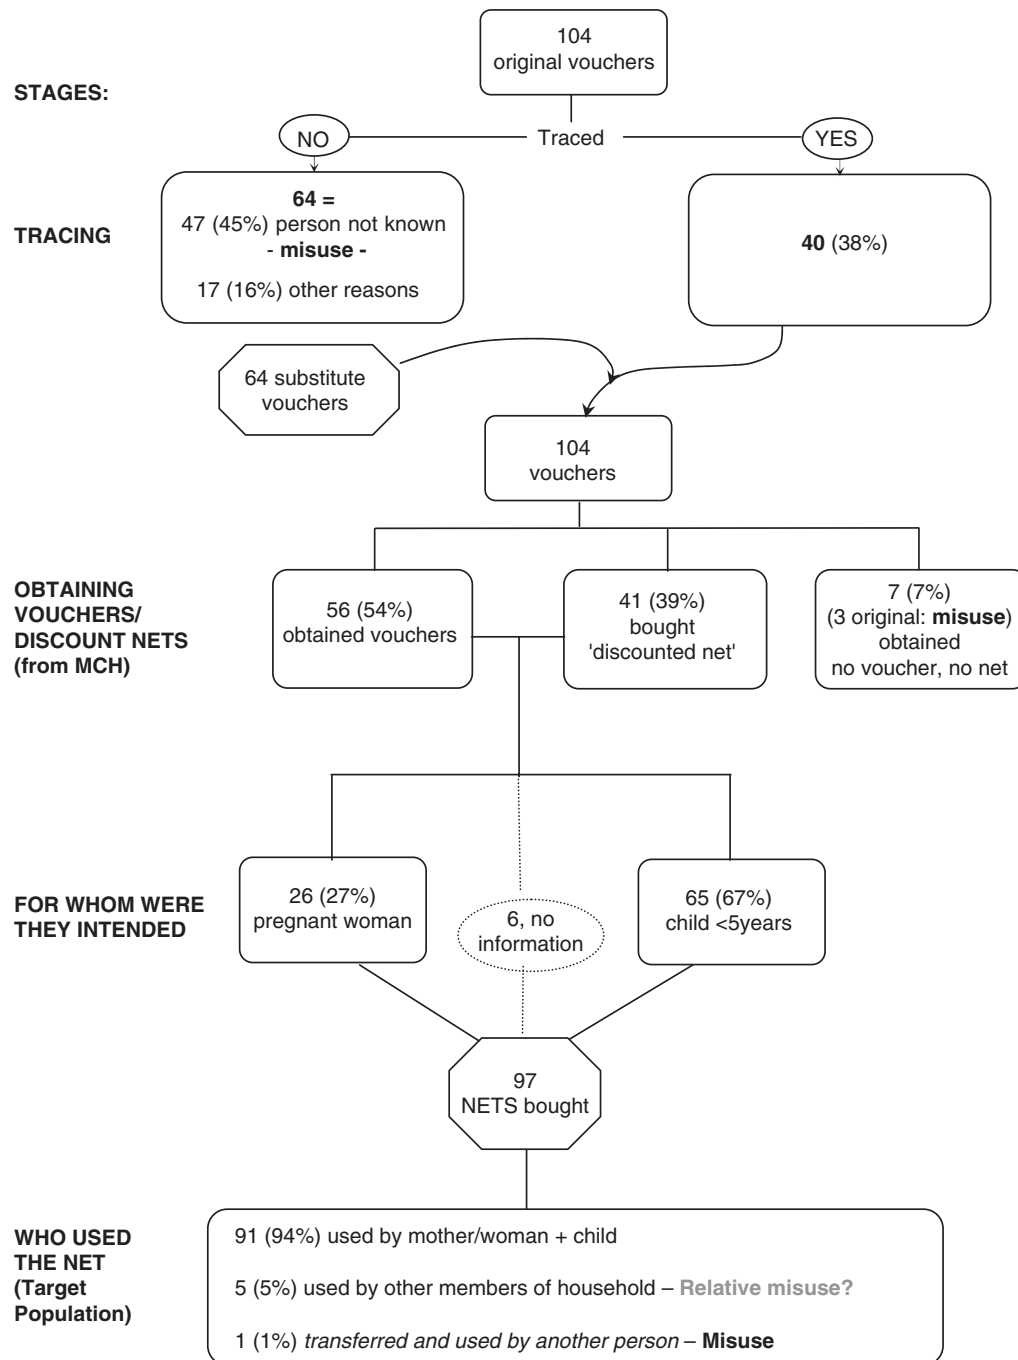 104
original vouchers
STAGES:
NO
Traced
YES
TRACING
64 =
47 (45%) person not known
- misuse -
17 (16%) other reasons
40 (38%)
64 substitute
vouchers
104
vouchers
OBTAINING
VOUCHERS/
DISCOUNT NETS
(from MCH)
56 (54%)
obtained vouchers
41 (39%)
bought
'discounted net'
7 (7%)
(3 original: misuse)
obtained
no voucher, no net
FOR WHOM WERE
THEY INTENDED
26 (27%)
pregnant woman
6, no
information
65 (67%)
child <5years
97
NETS bought
WHO USED
THE NET
(Target
Population)
91 (94%) used by mother/woman + child
5 (5%) used by other members of household – Relative misuse?
1 (1%) transferred and used by another person – Misuse